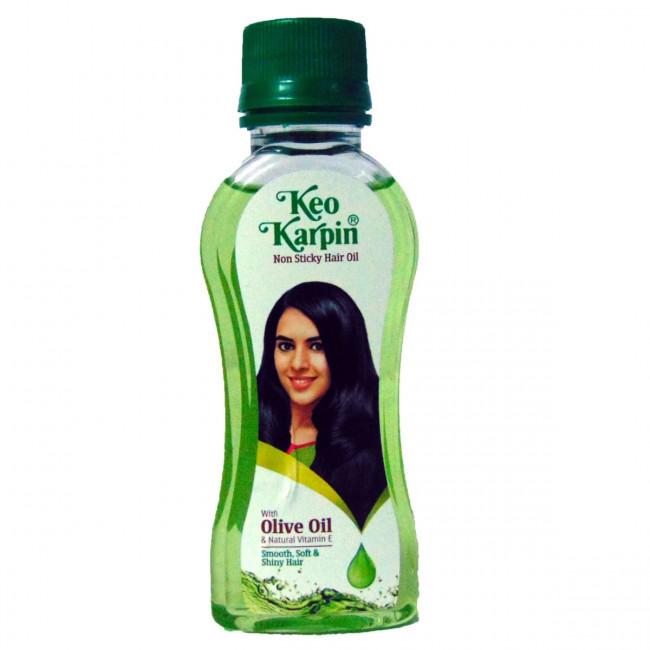 Keo
Karpin®
Non Sticky Hair Oil
With
Olive Oil
& Natural Vitamin E
Smooth, Soft &
Shiny Hair